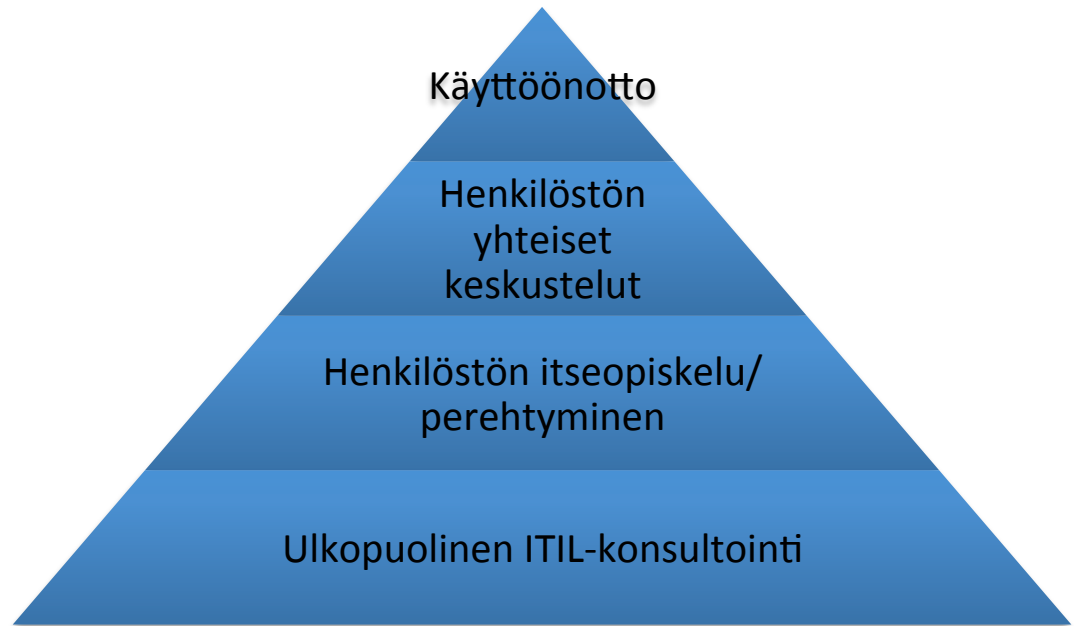 Käyttöönotto
Henkilöstön
yhteiset
keskustelut
Henkilöstön itseopiskelu/
perehtyminen
Ulkopuolinen ITIL-konsultointi